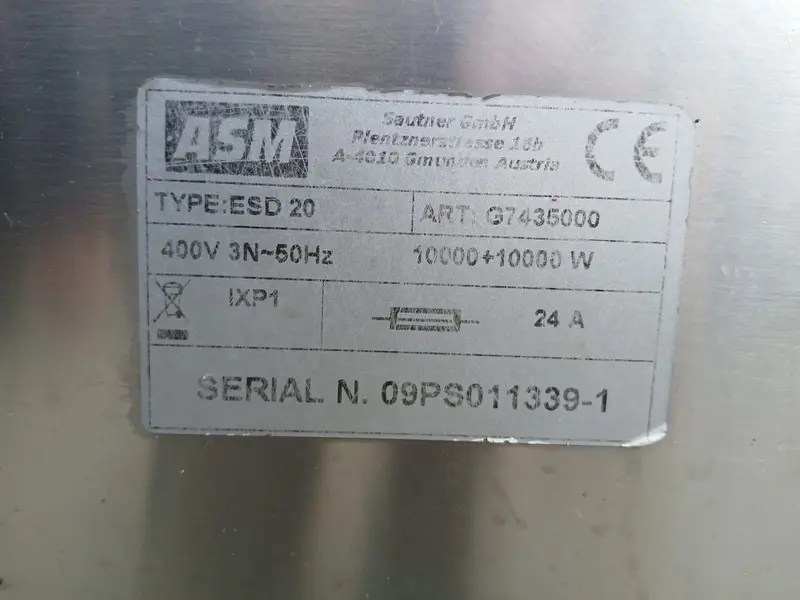 ASM
Sautner GmbH
Plentznerstrasse 16b
A-4810 Gmunden Austria
CE
TYPE:ESD 20
ART: G7435000
400V 3N~50Hz
10000+10000 W
IXP1
24 A
SERIAL N. 09PS011339-1